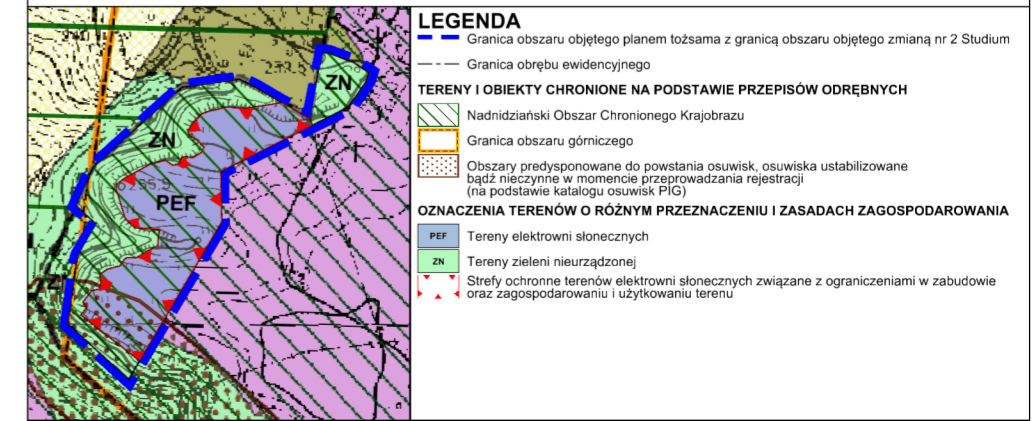 LEGENDA
Granica obszaru objętego planem tożsama z granicą obszaru objętego zmianą nr 2 Studium
Granica obrębu ewidencyjnego
TERENY I OBIEKTY CHRONIONE NA PODSTAWIE PRZEPISÓW ODRĘBNYCH
Nadnidziański Obszar Chronionego Krajobrazu
Granica obszaru górniczego
Obszary predysponowane do powstania osuwisk, osuwiska ustabilizowane
bądź nieczynne w momencie przeprowadzania rejestracji
(na podstawie katalogu osuwisk PIG)
OZNACZENIA TERENÓW O RÓŻNYM PRZEZNACZENIU I ZASADACH ZAGOSPODAROWANIA
PEF Tereny elektrowni słonecznych
ZN Tereny zieleni nieurządzonej
Strefy ochronne terenów elektrowni słonecznych związane z ograniczeniami w zabudowie
oraz zagospodarowaniu i użytkowaniu terenu
ZN
ZN
PEF